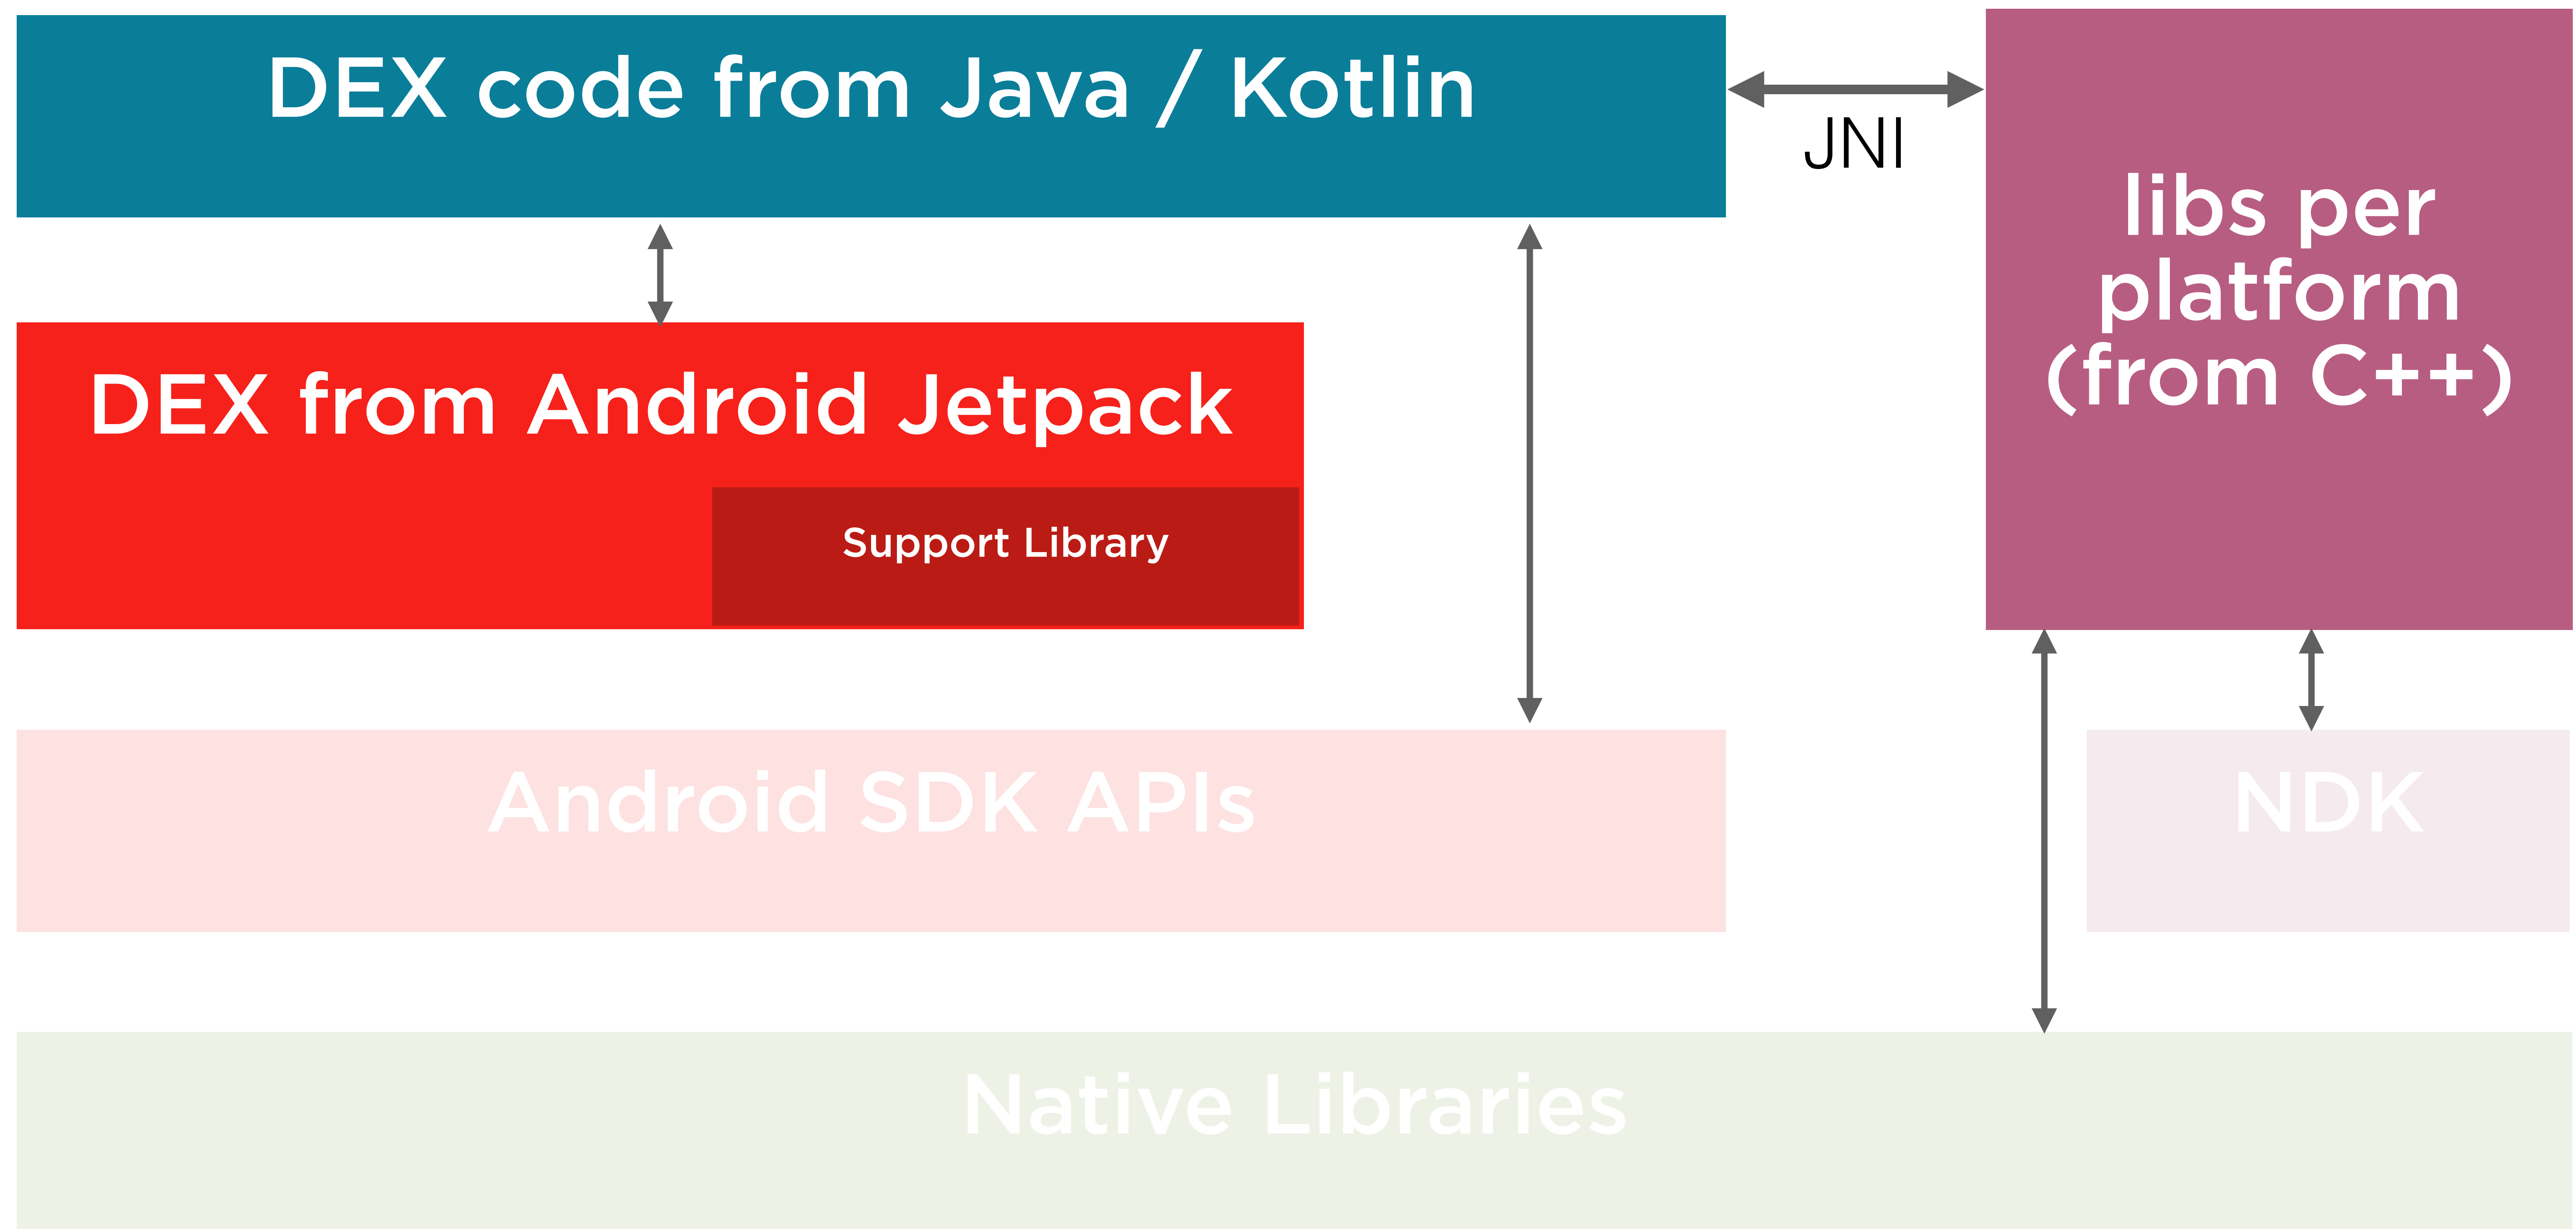 DEX code from Java / Kotlin
JNI
libs per
platform
(from C++)
DEX from Android Jetpack
Support Library
Android SDK APIs
NDK
Native Libraries